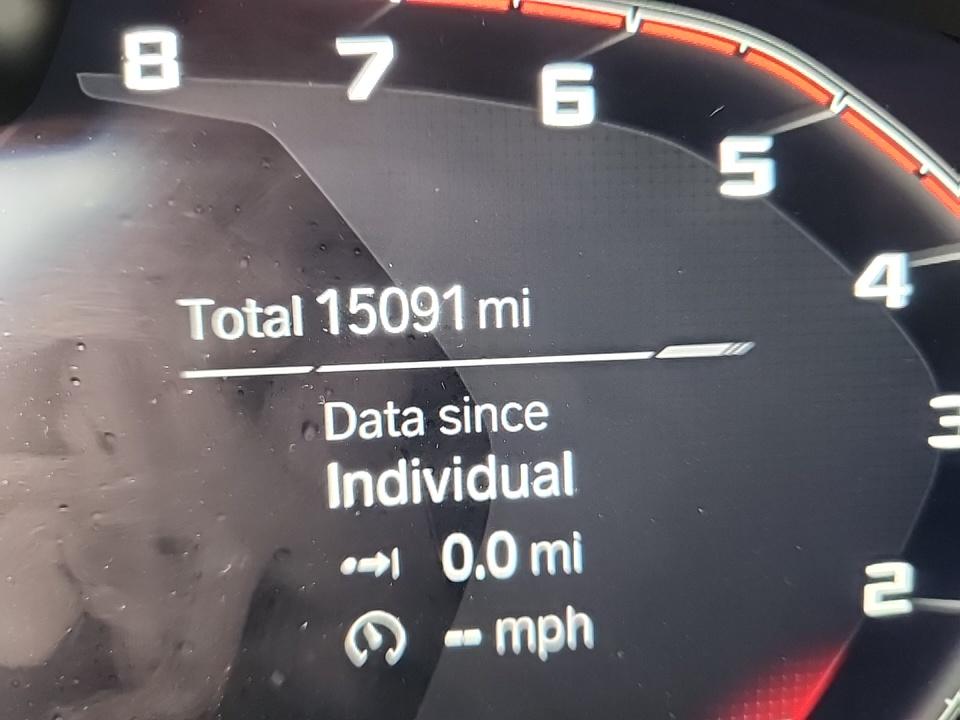 8 7 6 5 4 3 2
Total 15091 mi
Data since
Individual
0.0 mi
-- mph